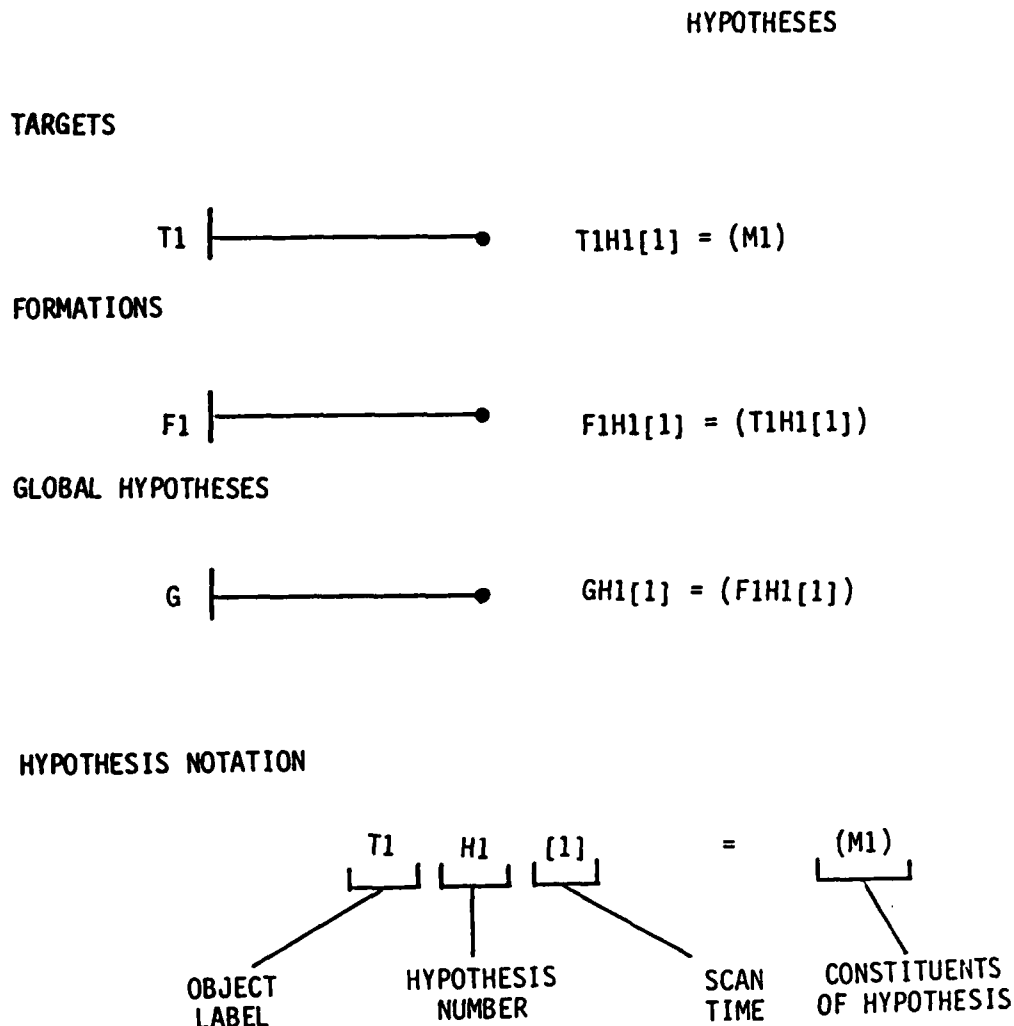 HYPOTHESES
TARGETS
T1 T1H1[1] = (M1)
FORMATIONS
F1 F1H1[1] = (T1H1[1])
GLOBAL HYPOTHESES
G GH1[1] = (F1H1[1])
HYPOTHESIS NOTATION
T1 H1 [1] = (M1)
OBJECT LABEL
HYPOTHESIS NUMBER
SCAN TIME
CONSTITUENTS OF HYPOTHESIS